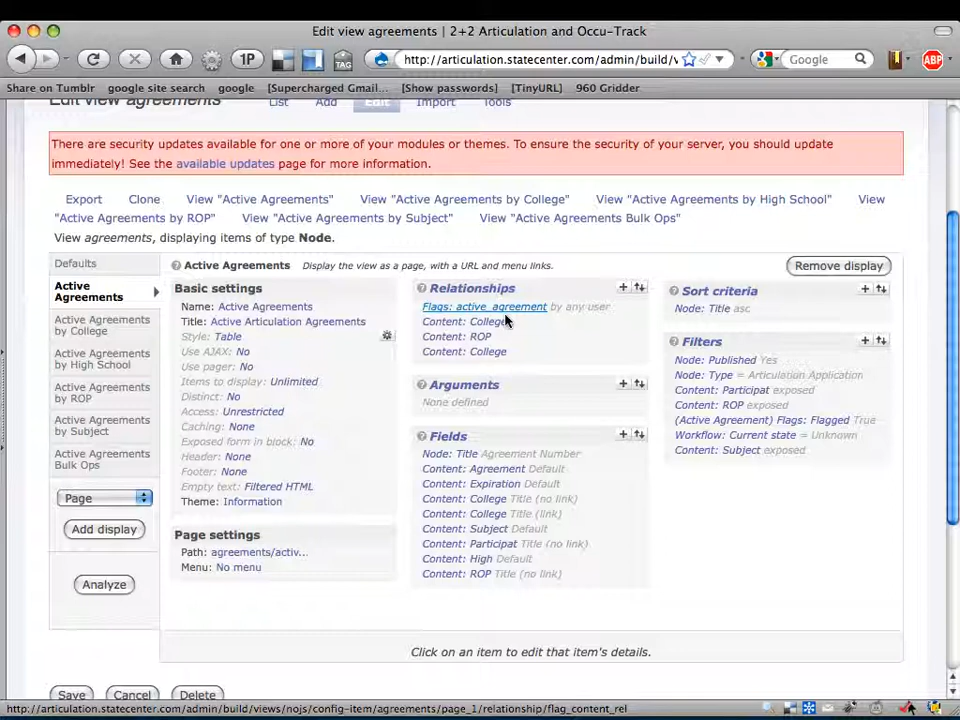 Edit view agreements | 2+2 Articulation and Occu-Track
1P
TAG
http://articulation.statecenter.com/admin/build/v
Google
ABP
Share on Tumblr google site search google [Supercharged Gmail... [Show passwords] [TinyURL] 960 Gridder
Edit view agreements List Add Edit Import Tools
There are security updates available for one or more of your modules or themes. To ensure the security of your server, you should update
immediately! See the available updates page for more information.
Export Clone View "Active Agreements" View "Active Agreements by College" View "Active Agreements by High School" View
"Active Agreements by ROP" View "Active Agreements by Subject" View "Active Agreements Bulk Ops"
View agreements, displaying items of type Node.
Defaults
Active
Agreements
Active Agreements
by College
Active Agreements
by High School
Active Agreements
by ROP
Active Agreements
by Subject
Active Agreements
Bulk Ops
Page
Add display
Analyze
Active Agreements Display the view as a page, with a URL and menu links.
Remove display
Basic settings
Name: Active Agreements
Title: Active Articulation Agreements
Style: Table
Use AJAX: No
Use pager: No
Items to display: Unlimited
Distinct: No
Access: Unrestricted
Caching: None
Exposed form in block: No
Header: None
Footer: None
Empty text: Filtered HTML
Theme: Information
Page settings
Path: agreements/activ...
Menu: No menu
Relationships
Flags: active_agreement by any user
Content: College
Content: ROP
Content: College
Arguments
None defined
Fields
Node: Title Agreement Number
Content: Agreement Default
Content: Expiration Default
Content: College Title (no link)
Content: College Title (link)
Content: Subject Default
Content: Participat Title (no link)
Content: High Default
Content: ROP Title (no link)
Sort criteria
Node: Title asc
Filters
Node: Published Yes
Node: Type = Articulation Application
Content: Participat exposed
Content: ROP exposed
(Active Agreement) Flags: Flagged True
Workflow: Current state = Unknown
Content: Subject exposed
Click on an item to edit that item's details.
Save Cancel Delete
http://articulation.statecenter.com/admin/build/views/nojs/config-item/agreements/page_1/relationship/flag_content_rel